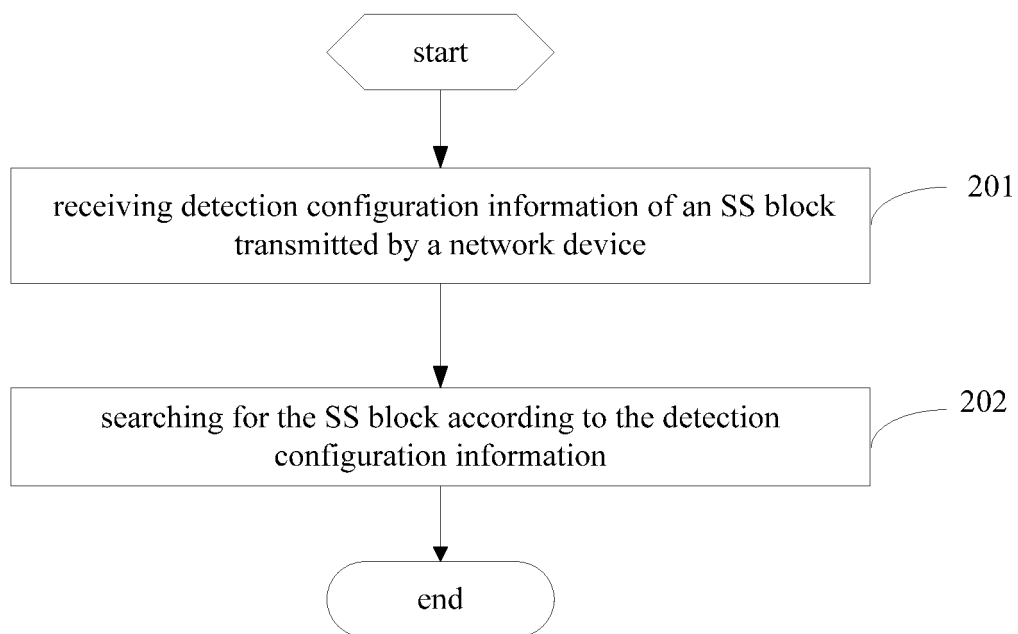 start
receiving detection configuration information of an SS block
transmitted by a network device
201
searching for the SS block according to the detection
configuration information
202
end